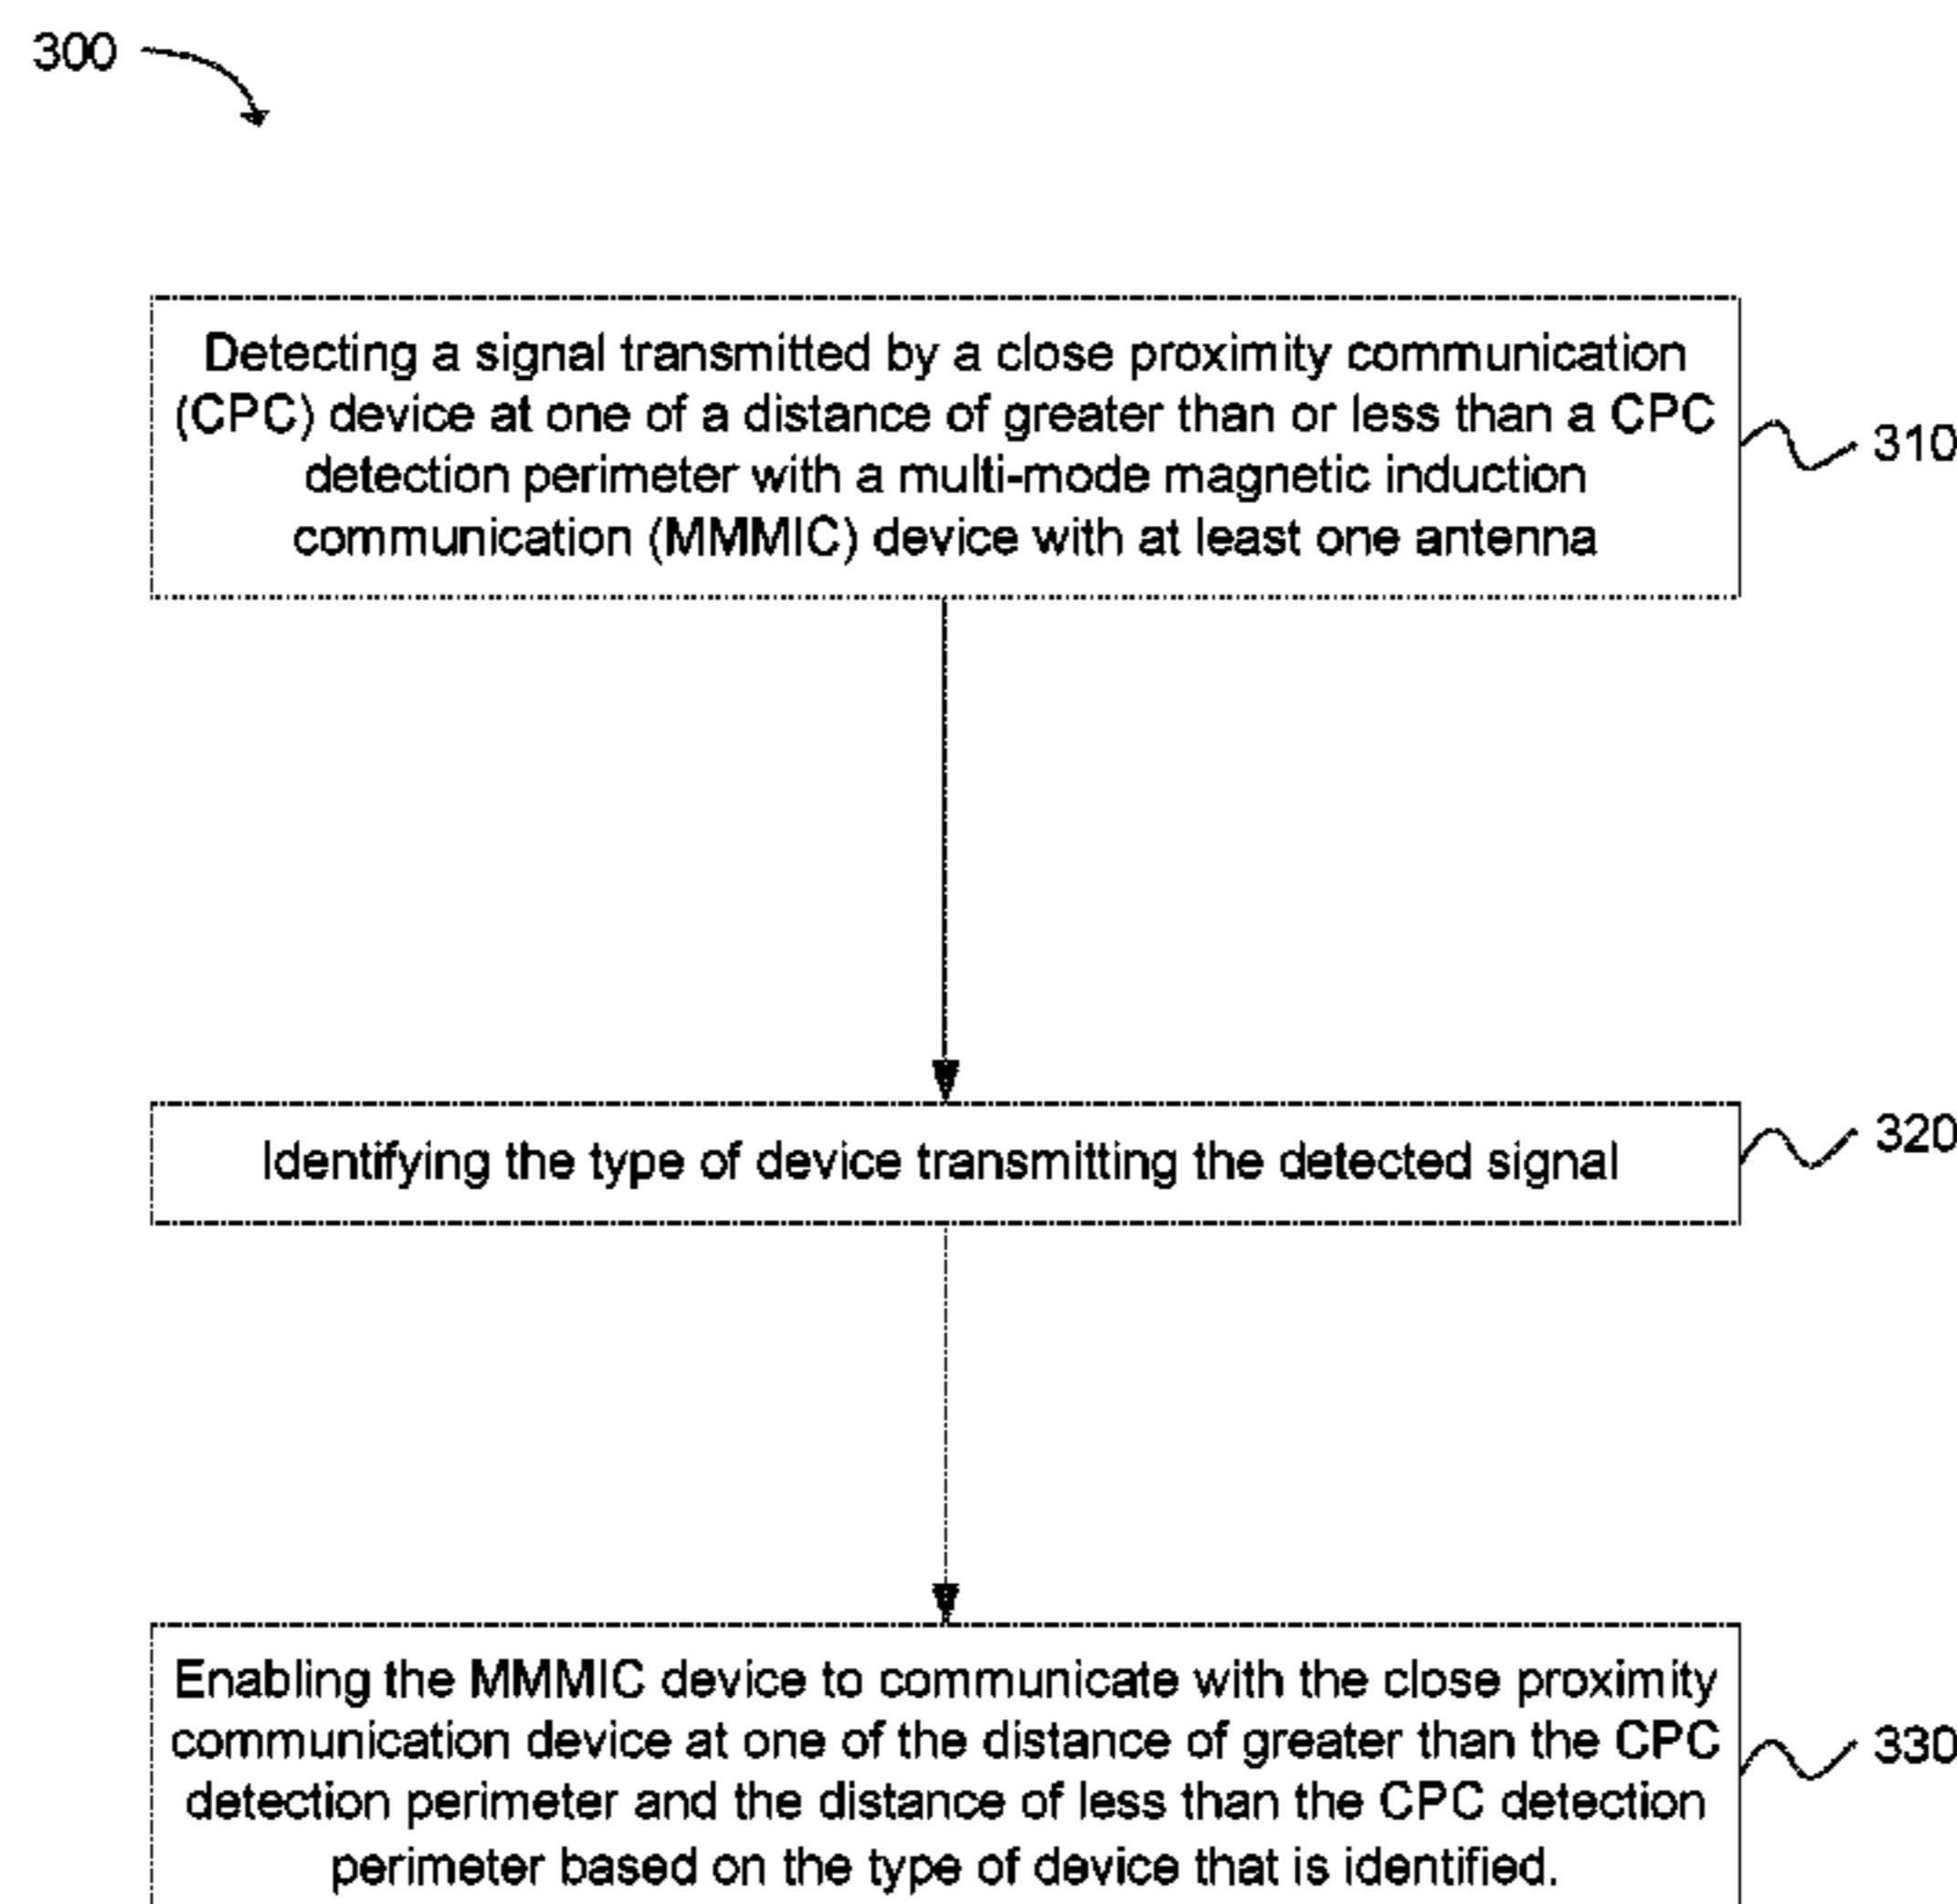 300
Detecting a signal transmitted by a close proximity communication
(CPC) device at one of a distance of greater than or less than a CPC
detection perimeter with a multi-mode magnetic induction
communication (MMMIC) device with at least one antenna
310
Identifying the type of device transmitting the detected signal
320
Enabling the MMMIC device to communicate with the close proximity
communication device at one of the distance of greater than the CPC
detection perimeter and the distance of less than the CPC detection
perimeter based on the type of device that is identified.
330